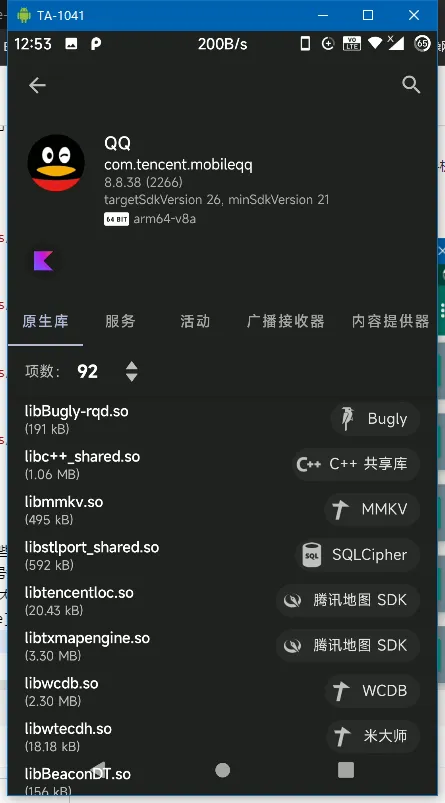 TA-1041
12:53
200B/s
VO
LTE
65
QQ
com.tencent.mobileqq
8.8.38 (2266)
targetSdkVersion 26, minSdkVersion 21
64 BIT arm64-v8a
原生库 服务 活动 广播接收器 内容提供器
项数: 92
libBugly-rqd.so
(191 kB)
Bugly
libc++_shared.so
(1.06 MB)
C++ C++ 共享库
libmmkv.so
(495 kB)
MMKV
libstlport_shared.so
(592 kB)
SQL SQLCipher
libtencentloc.so
(20.43 kB)
腾讯地图 SDK
libtxmapengine.so
(3.30 MB)
腾讯地图 SDK
libwcdb.so
(2.30 MB)
WCDB
libwtecdh.so
(18.18 kB)
米大师
libBeaconDT.so
(156 kB)